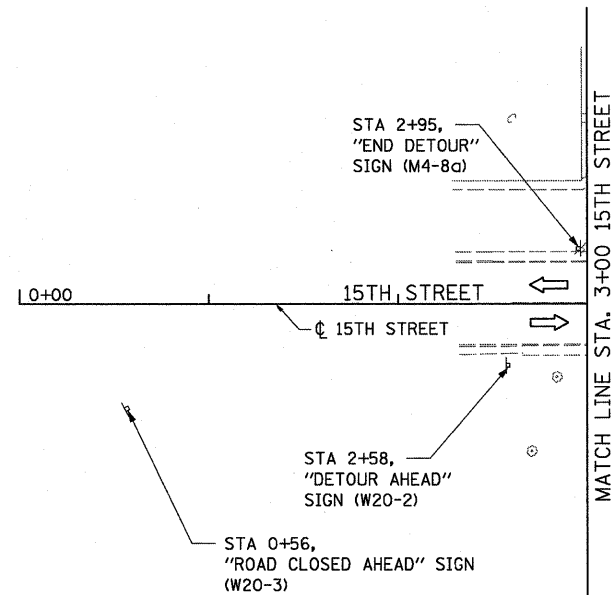 STA 2+95,
"END DETOUR"
SIGN (M4-8a)
0+00
15TH STREET
℄ 15TH STREET
STA 2+58,
"DETOUR AHEAD"
SIGN (W20-2)
STA 0+56,
"ROAD CLOSED AHEAD" SIGN
(W20-3)
MATCH LINE STA. 3+00 15TH STREET